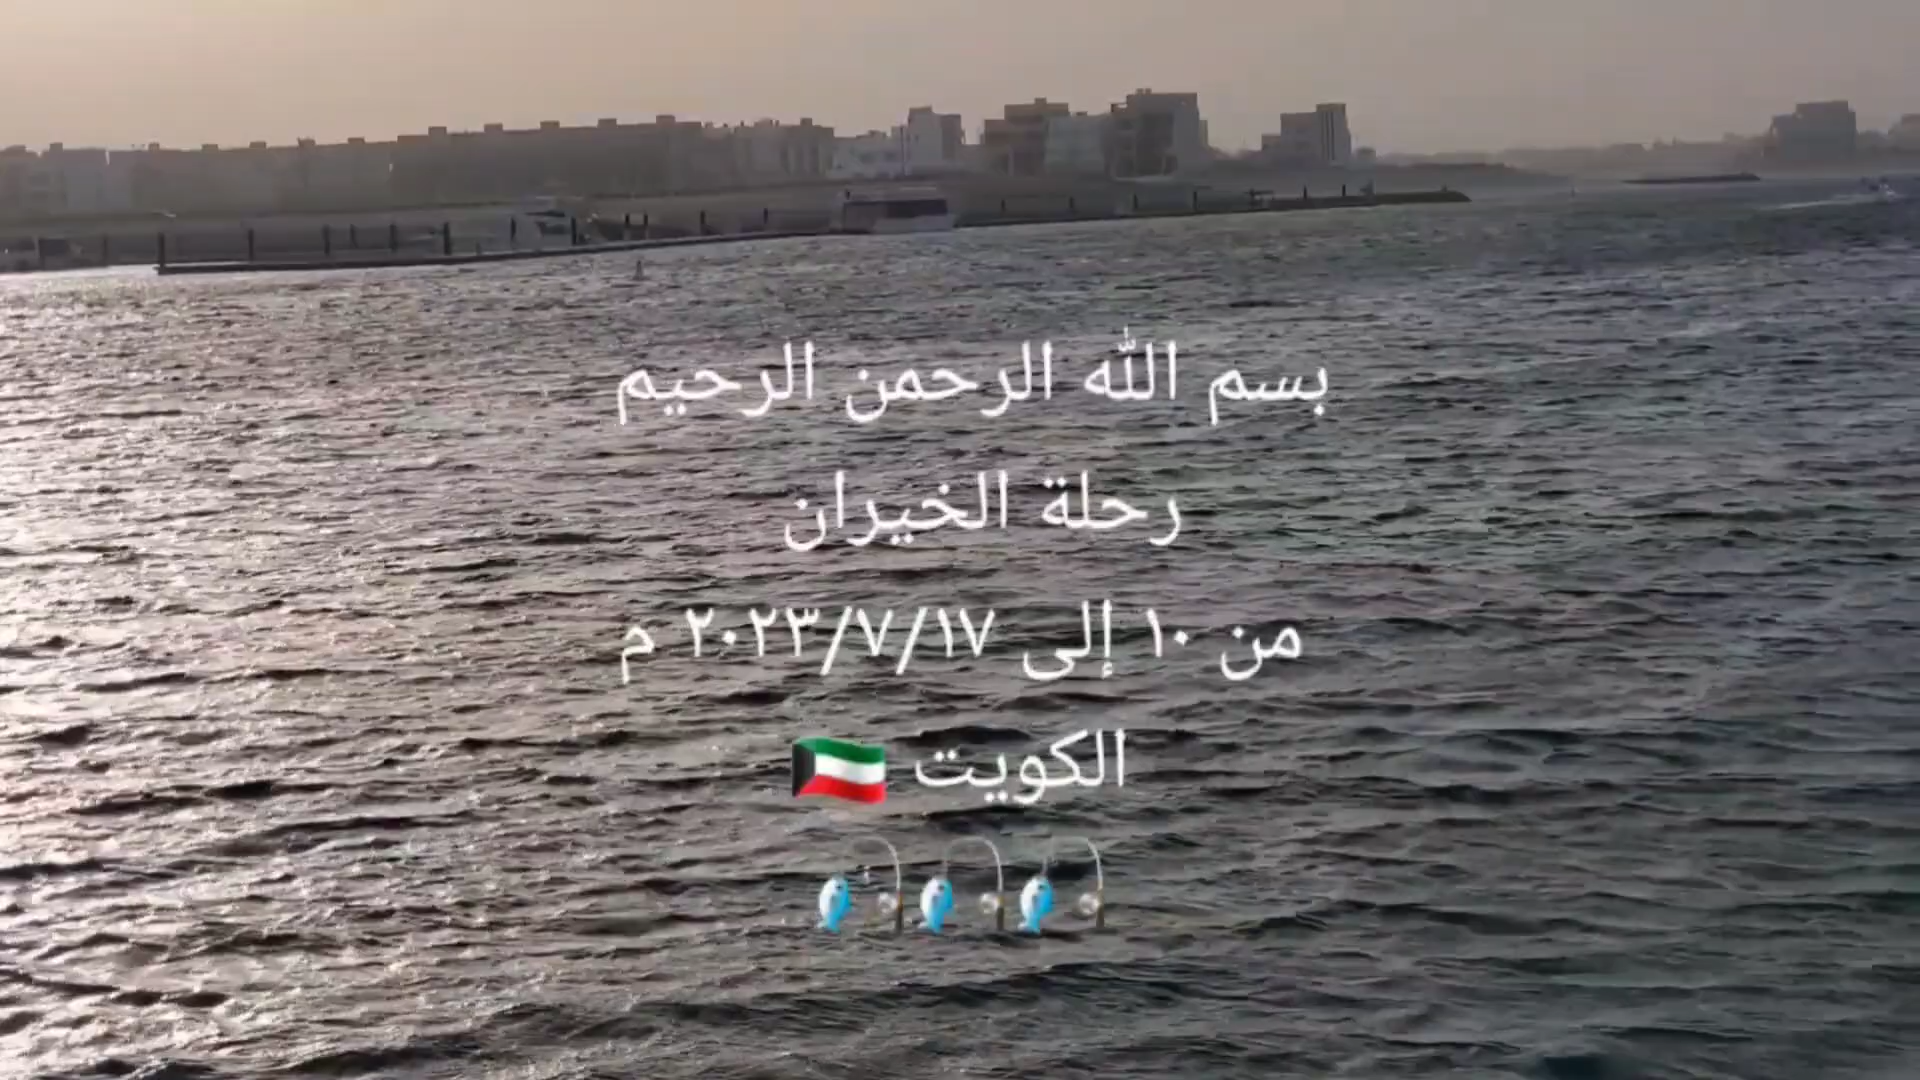 بسم الله الرحمن الرحيم
رحلة الخيران
من ١٠ إلى ٢٠٢٣/٧/١٧ م
الكويت 🇰🇼
🎣🎣🎣